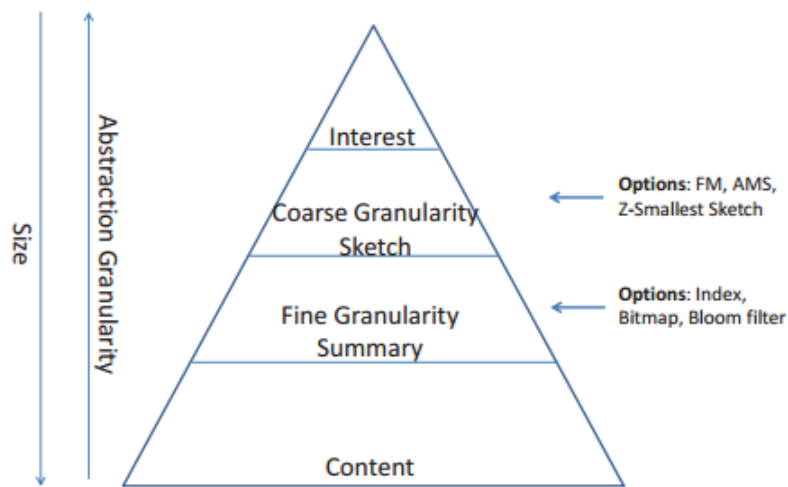 Size
Abstraction Granularity
Interest
Coarse Granularity
Sketch
Options: FM, AMS,
Z-Smallest Sketch
Fine Granularity
Summary
Options: Index,
Bitmap, Bloom filter
Content